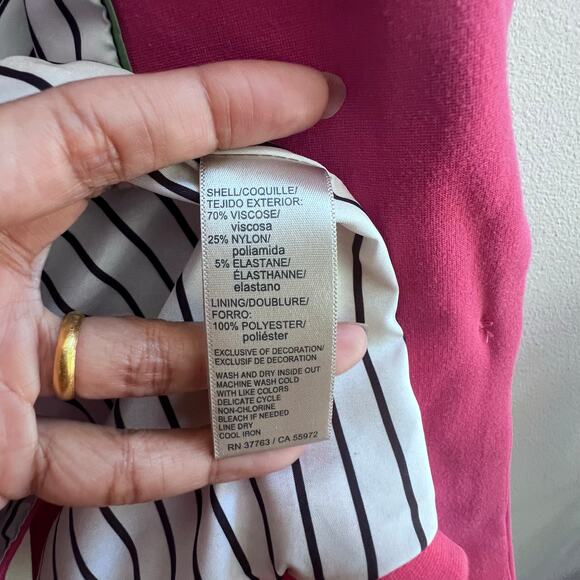 SHELL/COQUILLE/
TEJIDO EXTERIOR:
70% VISCOSE/
viscosa
25% NYLON/
poliamida
5% ELASTANE/
ÉLASTHANNE/
elastano
LINING/DOUBLURE/
FORRO:
100% POLYESTER/
poliéster
EXCLUSIVE OF DECORATION/
EXCLUSIF DE DECORATION
WASH AND DRY INSIDE OUT
MACHINE WASH COLD
WITH LIKE COLORS
DELICATE CYCLE
NON-CHLORINE
BLEACH IF NEEDED
LINE DRY
COOL IRON
RN 37763 / CA 55972